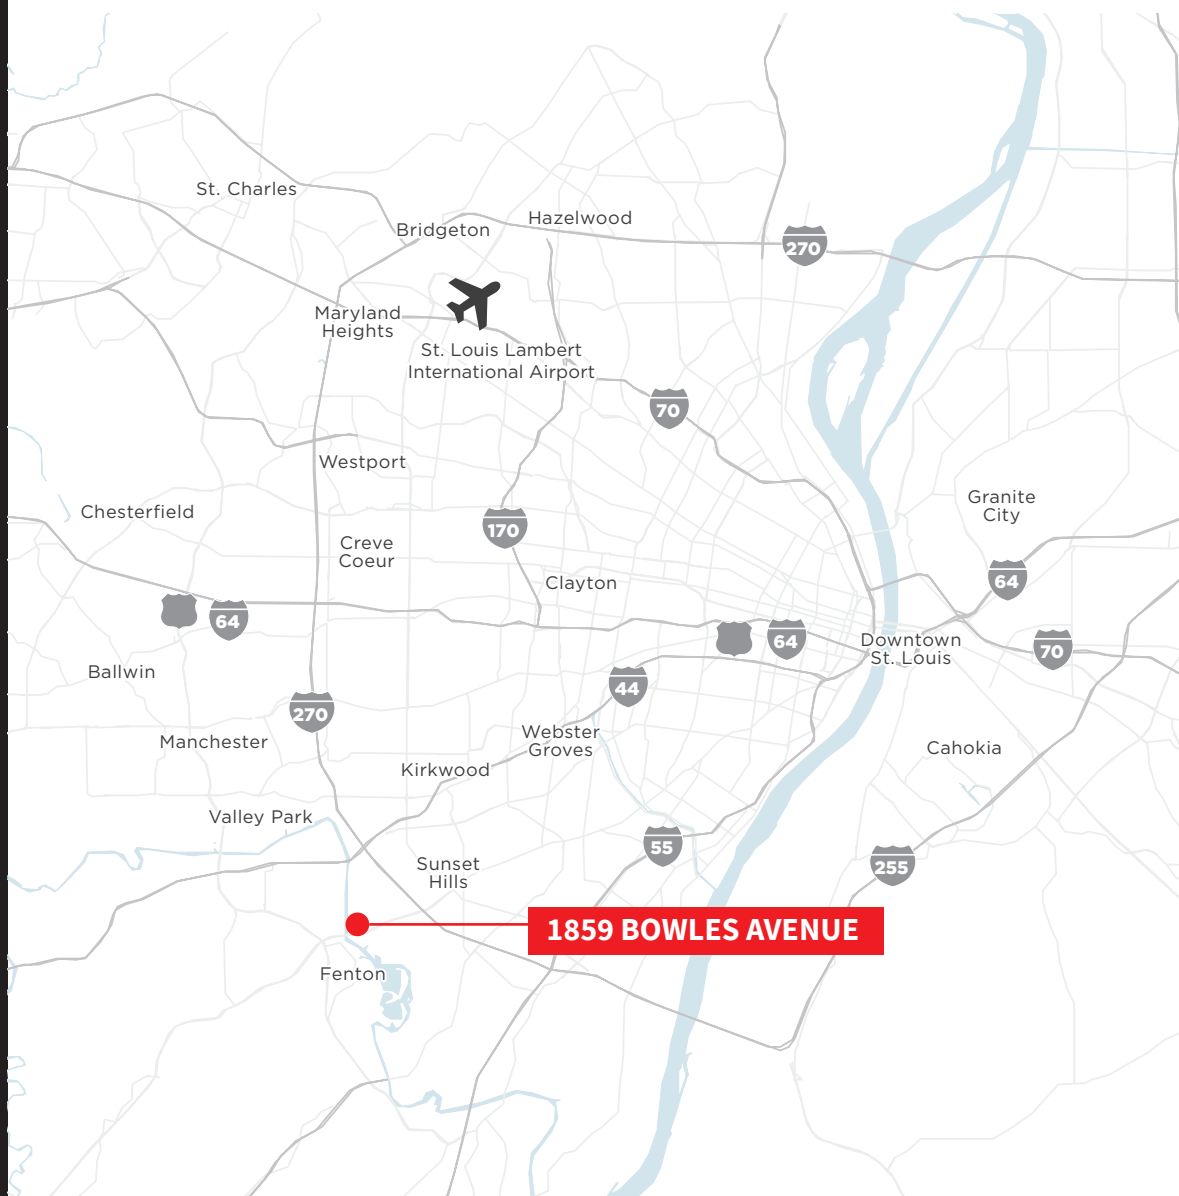 St. Charles
Hazelwood
Bridgeton
270
Maryland
Heights
St. Louis Lambert
International Airport
70
Westport
Chesterfield
Granite
City
170
Creve
Coeur
Clayton
64
64
64
Downtown
St. Louis
70
Ballwin
44
270
Webster
Groves
Manchester
Cahokia
Kirkwood
Valley Park
55
255
Sunset
Hills
1859 BOWLES AVENUE
Fenton